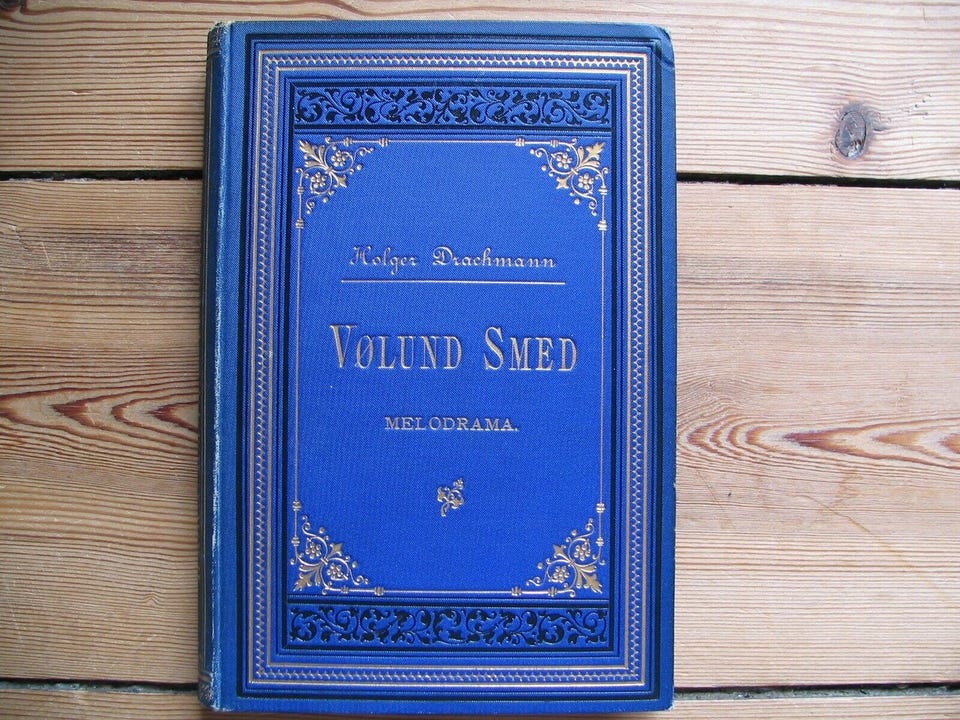 Holger Drachmann
VØLUND SMED
MELODRAMA.